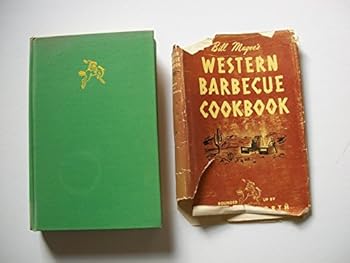 Bill Magee's
WESTERN
BARBECUE
COOKBOOK
ROUNDED UP BY